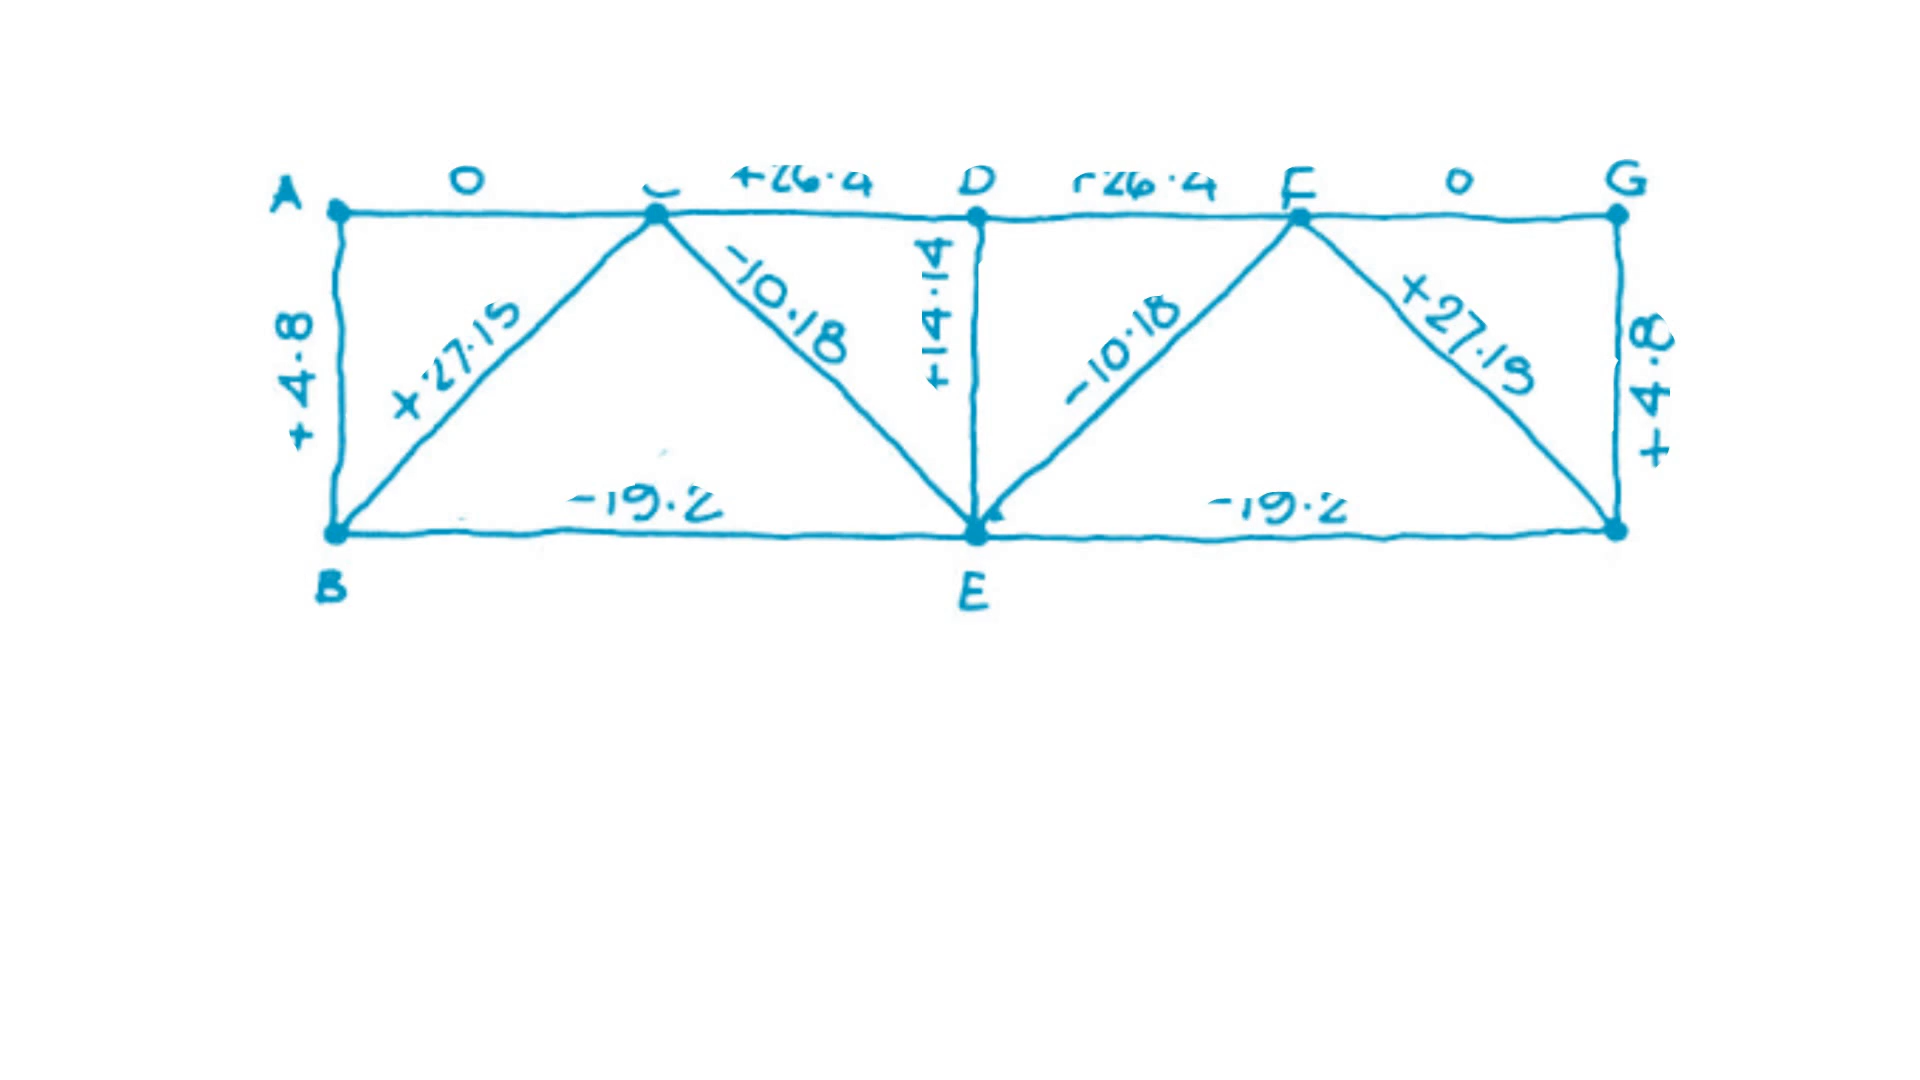 A 0 C +26.4 D +26.4 F 0 G
+4.8 +27.15 -10.18 +14.14 -10.18 +27.15 +4.8
-19.2 -19.2
B E